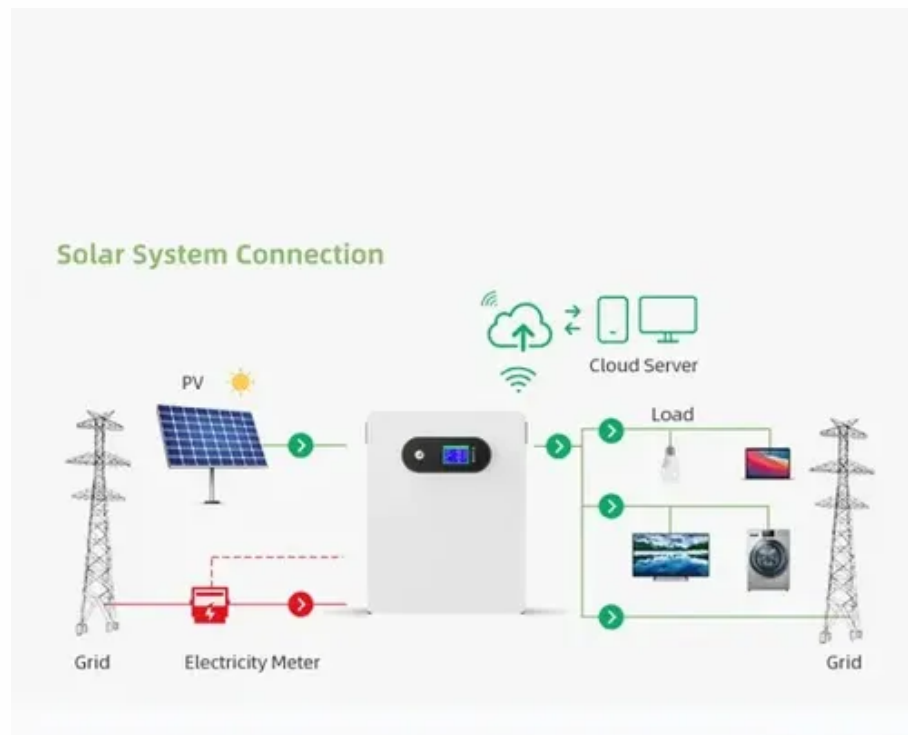 Solar System Connection
Cloud Server
PV
Load
Grid
Electricity Meter
Grid